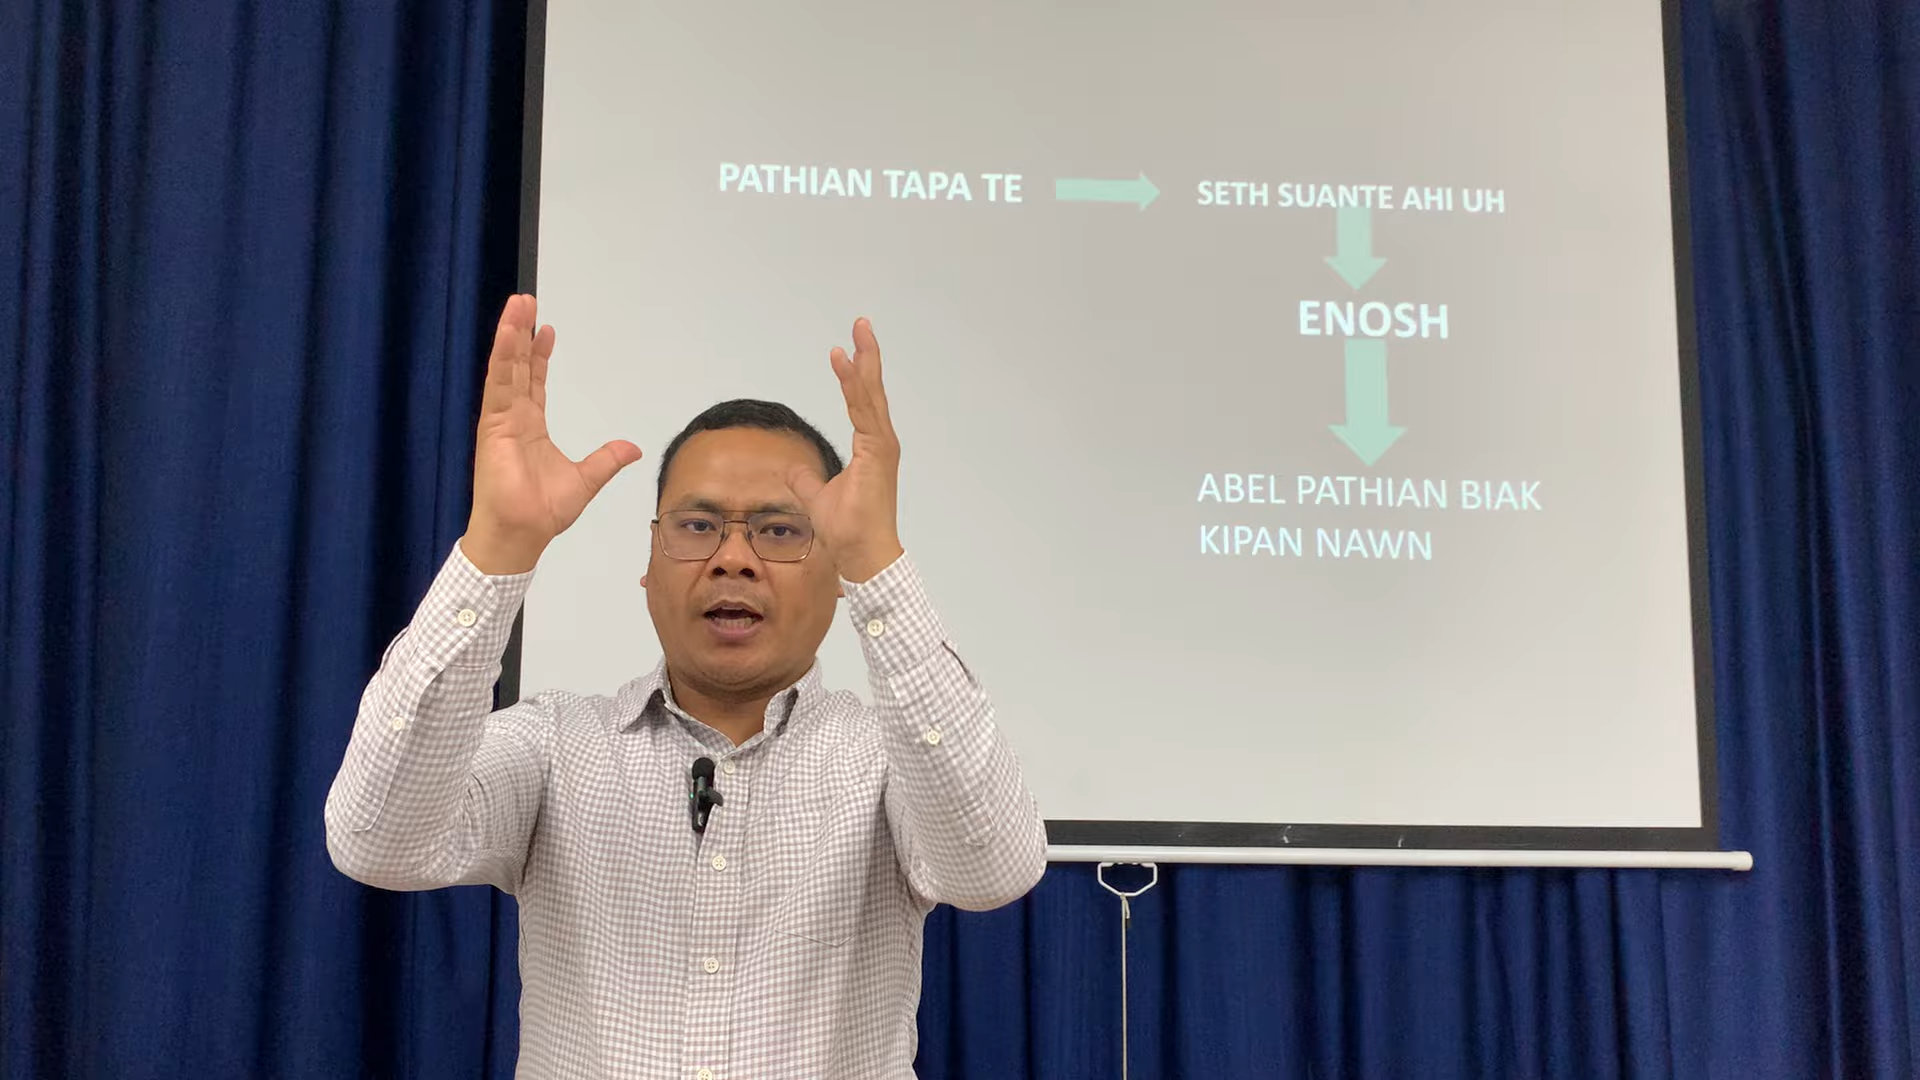 PATHIAN TAPA TE
SETH SUANTE AHI UH
ENOSH
ABEL PATHIAN BIAK
KIPAN NAWN